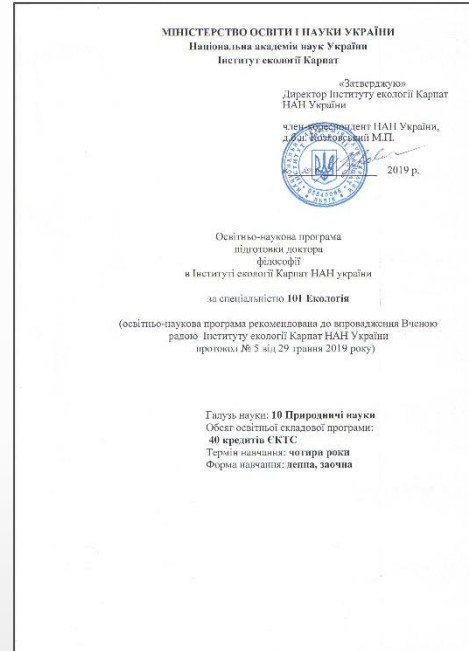 МІНІСТЕРСТВО ОСВІТИ І НАУКИ УКРАЇНИ
Національна академія наук України
Інститут екології Карпат
«Затверджую»
Директор Інституту екології Карпат
НАН України
член-кореспондент НАН України,
д.б.н. Козловський М.П.
2019 р.
Освітньо-наукова програма
підготовки доктора
філософії
в Інституті екології Карпат НАН україни
за спеціальністю 101 Екологія
(освітньо-наукова програма рекомендована до впровадження Вченою
радою Інституту екології Карпат НАН України
протокол № 5 від 29 травня 2019 року)
Галузь науки: 10 Природничі науки
Обсяг освітньої складової програми:
40 кредитів ЄКТС
Термін навчання: чотири роки
Форма навчання: денна, заочна